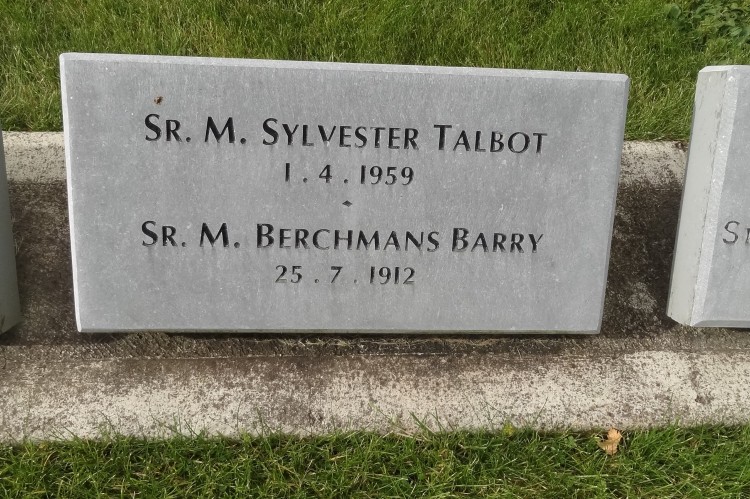 Sr. M. Sylvester Talbot
1 . 4 . 1959
Sr. M. Berchmans Barry
25 . 7 . 1912